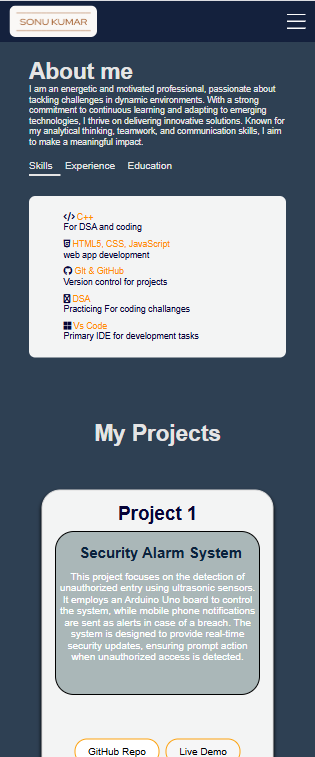 SONU KUMAR
About me
I am an energetic and motivated professional, passionate about
tackling challenges in dynamic environments. With a strong
commitment to continuous learning and adapting to emerging
technologies, I thrive on delivering innovative solutions. Known for
my analytical thinking, teamwork, and communication skills, I aim
to make a meaningful impact.
Skills Experience Education
C++
For DSA and coding
HTML5, CSS, JavaScript
web app development
Git & GitHub
Version control for projects
DSA
Practicing For coding challanges
Vs Code
Primary IDE for development tasks
My Projects
Project 1
Security Alarm System
This project focuses on the detection of
unauthorized entry using ultrasonic sensors.
It employs an Arduino Uno board to control
the system, while mobile phone notifications
are sent as alerts in case of a breach. The
system is designed to provide real-time
security updates, ensuring prompt action
when unauthorized access is detected.
GitHub Repo Live Demo